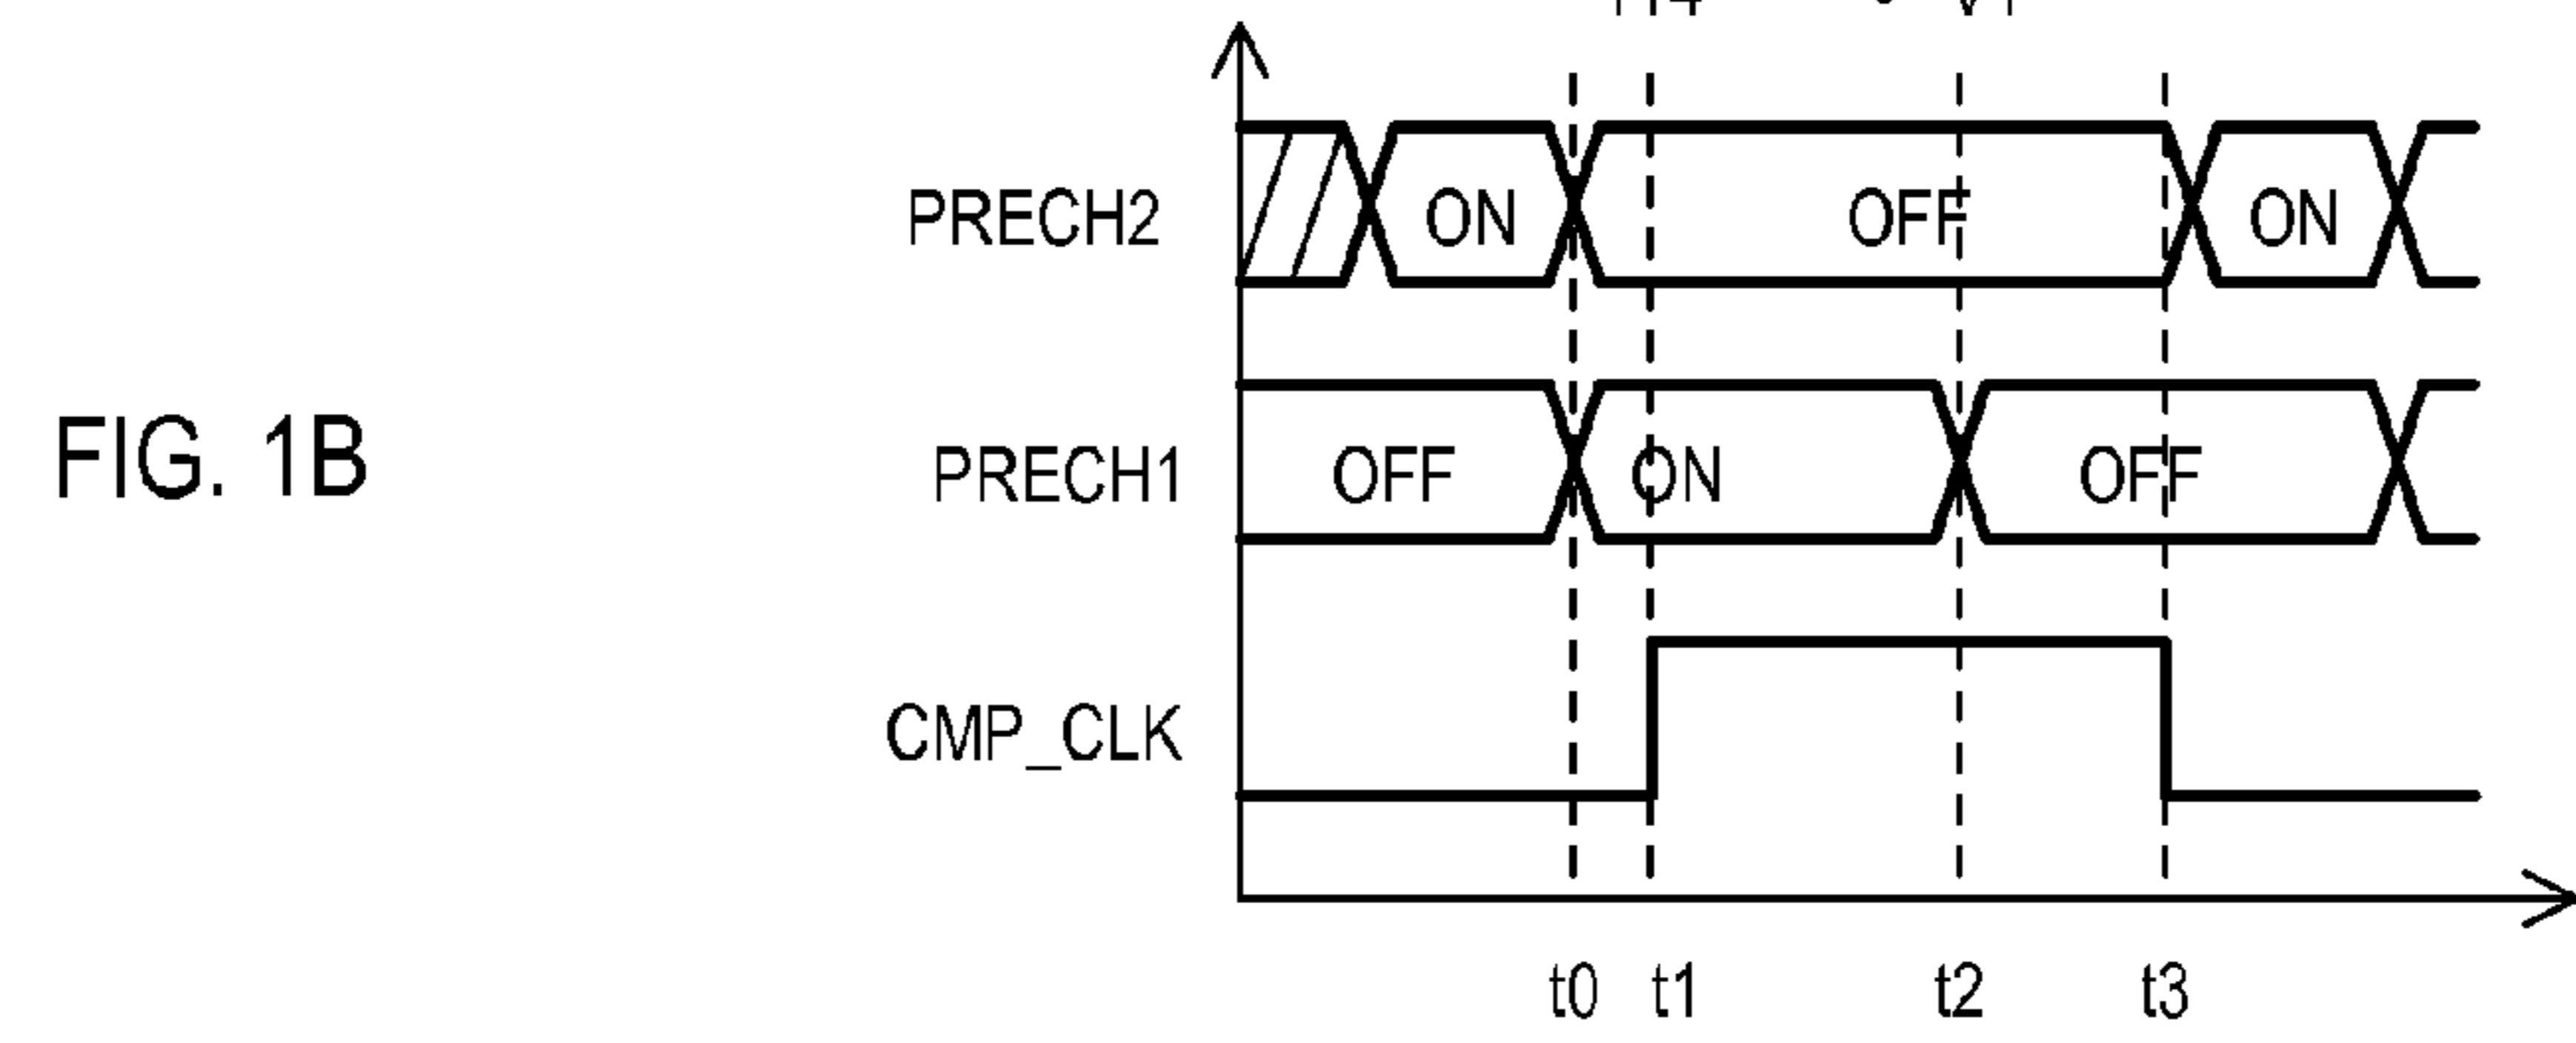 PRECH2 ON OFF ON
FIG. 1B
PRECH1 OFF ON OFF
CMP_CLK
t0 t1 t2 t3